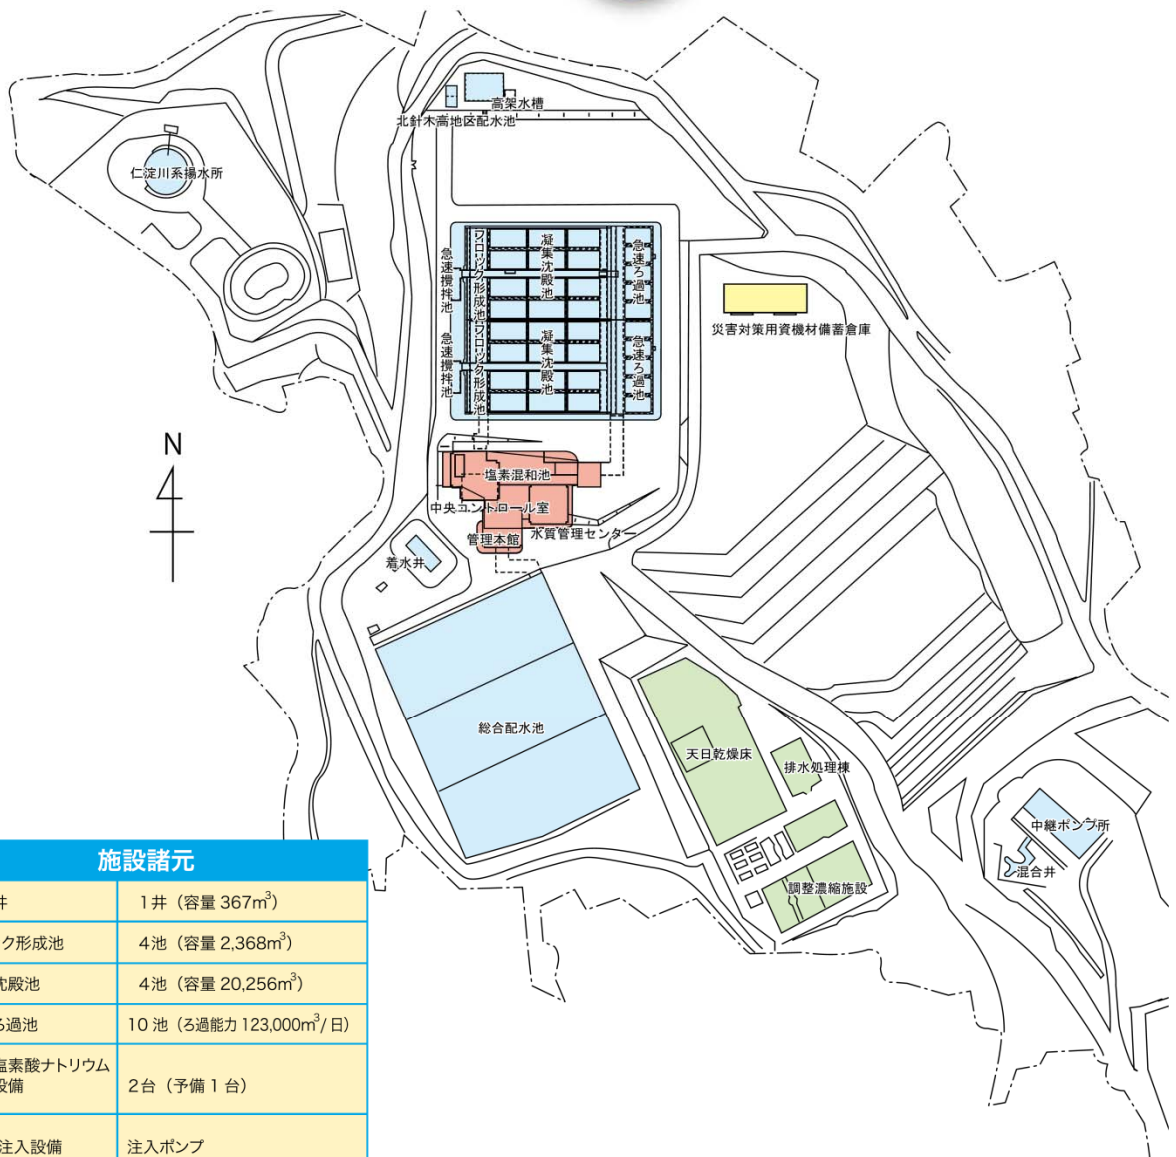 高架水槽
北針木高地区配水池
仁淀川系揚水所
急速攪拌池
フロック形成池
凝集沈殿池
急速ろ過池
急速攪拌池
フロック形成池
凝集沈殿池
急速ろ過池
災害対策用資機材備蓄倉庫
N
塩素混和池
中央コントロール室
水質管理センター
管理本館
着水井
総合配水池
天日乾燥床
排水処理棟
中継ポンプ所
混合井
調整濃縮施設
施設諸元
井 1井（容量 367m³）
ク形成池 4池（容量 2,368m³）
沈殿池 4池（容量 20,256m³）
ろ過池 10池（ろ過能力 123,000m³/日）
塩素酸ナトリウム
設備 2台（予備 1 台）
注入設備 注入ポンプ